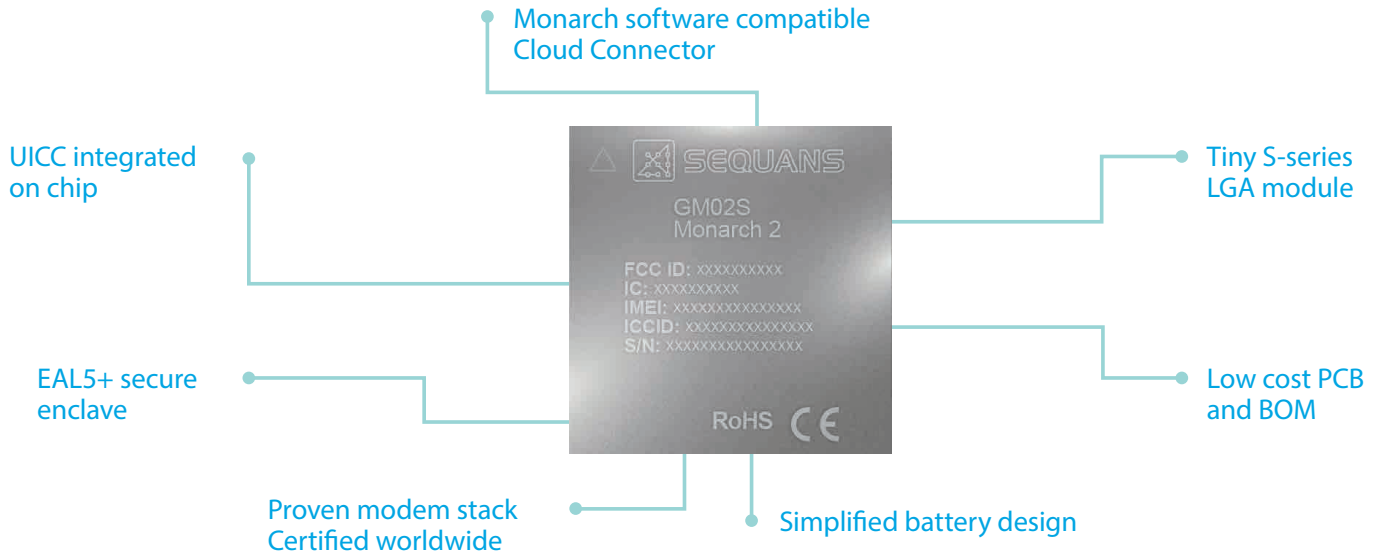 Monarch software compatible
Cloud Connector
UICC integrated
on chip
Tiny S-series
LGA module
SEQUANS
GM02S
Monarch 2
FCC ID: xxxxxxxxxx
IC: xxxxxxxxxx
IMEI: xxxxxxxxxxxxxxx
ICCID: xxxxxxxxxxxxxxx
S/N: xxxxxxxxxxxxxxxx
EAL5+ secure
enclave
Low cost PCB
and BOM
RoHS CE
Proven modem stack
Certified worldwide
Simplified battery design